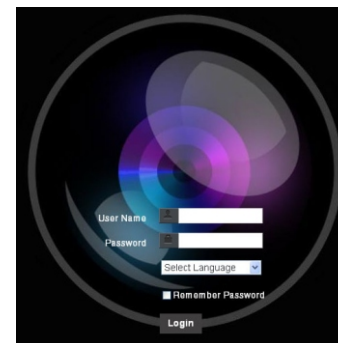 User Name
Password
Select Language
Remember Password
Login